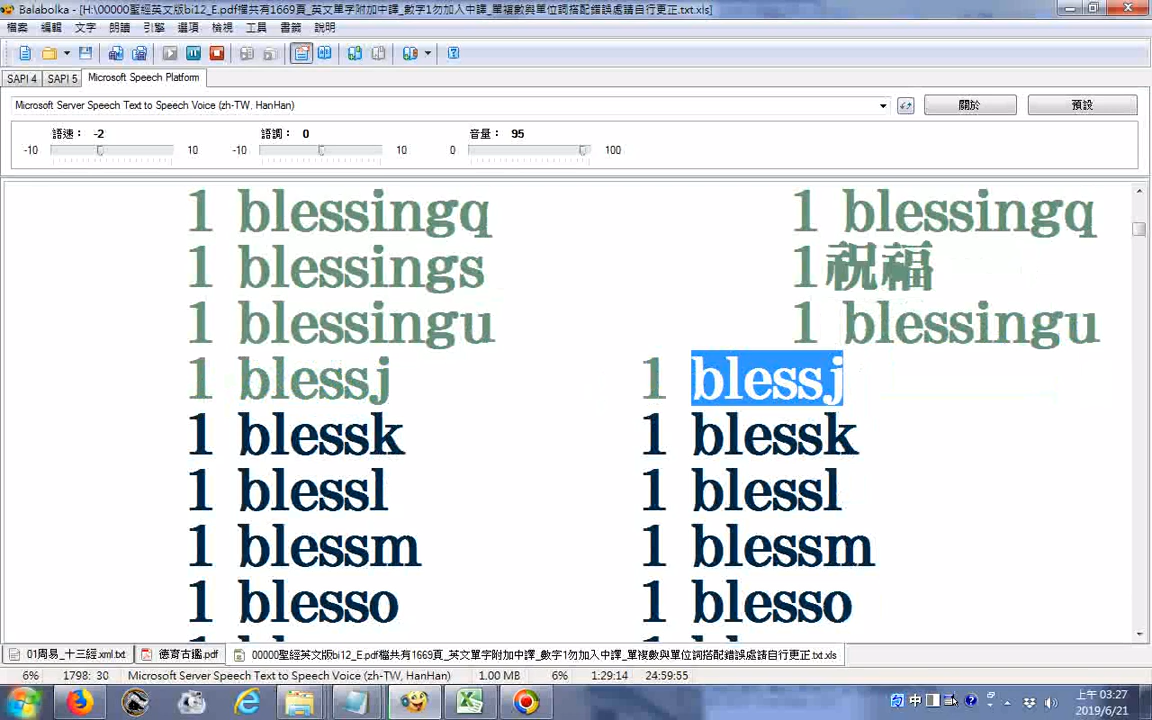 Balabolka - [H:\00000聖經英文版bi12_E.pdf檔共有1669頁_英文單字附加中譯_數字1勿加入中譯_單複數與單位詞搭配錯誤處請自行更正.txt.xls]
檔案 編輯 文字 朗讀 引擎 選項 檢視 工具 書籤 說明
SAPI 4 SAPI 5 Microsoft Speech Platform
Microsoft Server Speech Text to Speech Voice (zh-TW, HanHan) 關於 預設
語速: -2 語調: 0 音量: 95
-10 10 -10 10 0 100
1 blessingq 1 blessingq
1 blessings 1祝福
1 blessingu 1 blessingu
1 blessj 1 blessj
1 blessk 1 blessk
1 blessl 1 blessl
1 blessm 1 blessm
1 blesso 1 blesso
01周易_十三經.xml.txt 德育古鑑.pdf 00000聖經英文版bi12_E.pdf檔共有1669頁_英文單字附加中譯_數字1勿加入中譯_單複數與單位詞搭配錯誤處請自行更正.txt.xls
6% 1798: 30 Microsoft Server Speech Text to Speech Voice (zh-TW, HanHan) 1.00 MB 6% 1:29:14 24:59:55
中 上午 03:27
2019/6/21